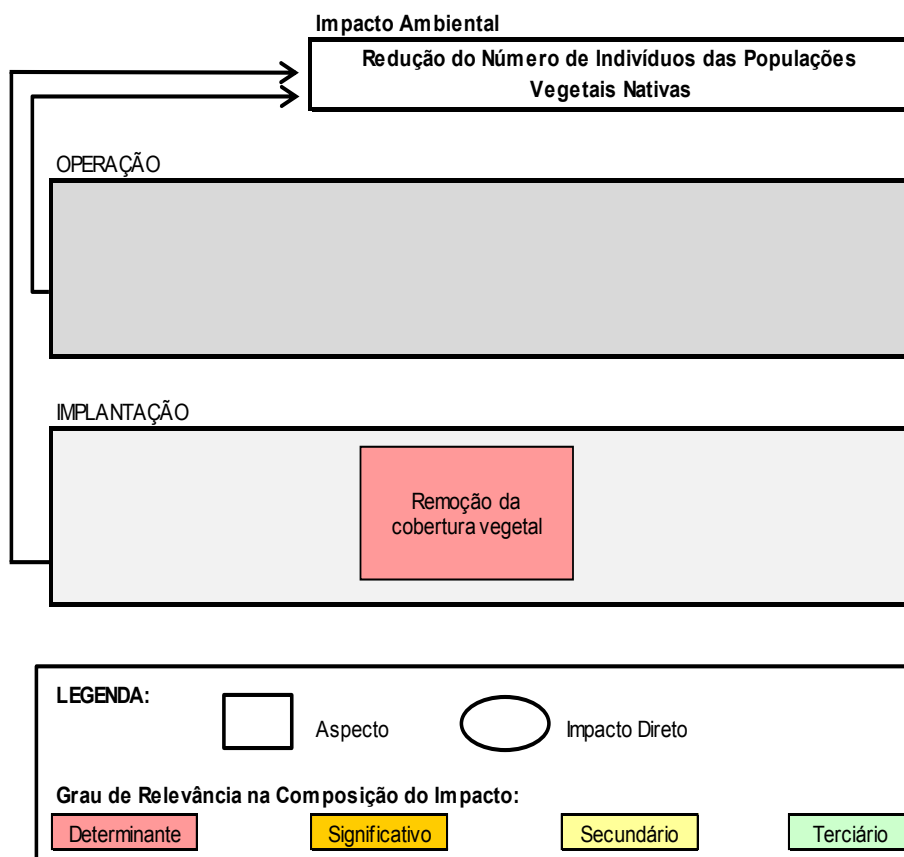 Impacto Ambiental
Redução do Número de Indivíduos das Populações
Vegetais Nativas
OPERAÇÃO
IMPLANTAÇÃO
Remoção da
cobertura vegetal
LEGENDA:
Aspecto
Impacto Direto
Grau de Relevância na Composição do Impacto:
Determinante
Significativo
Secundário
Terciário